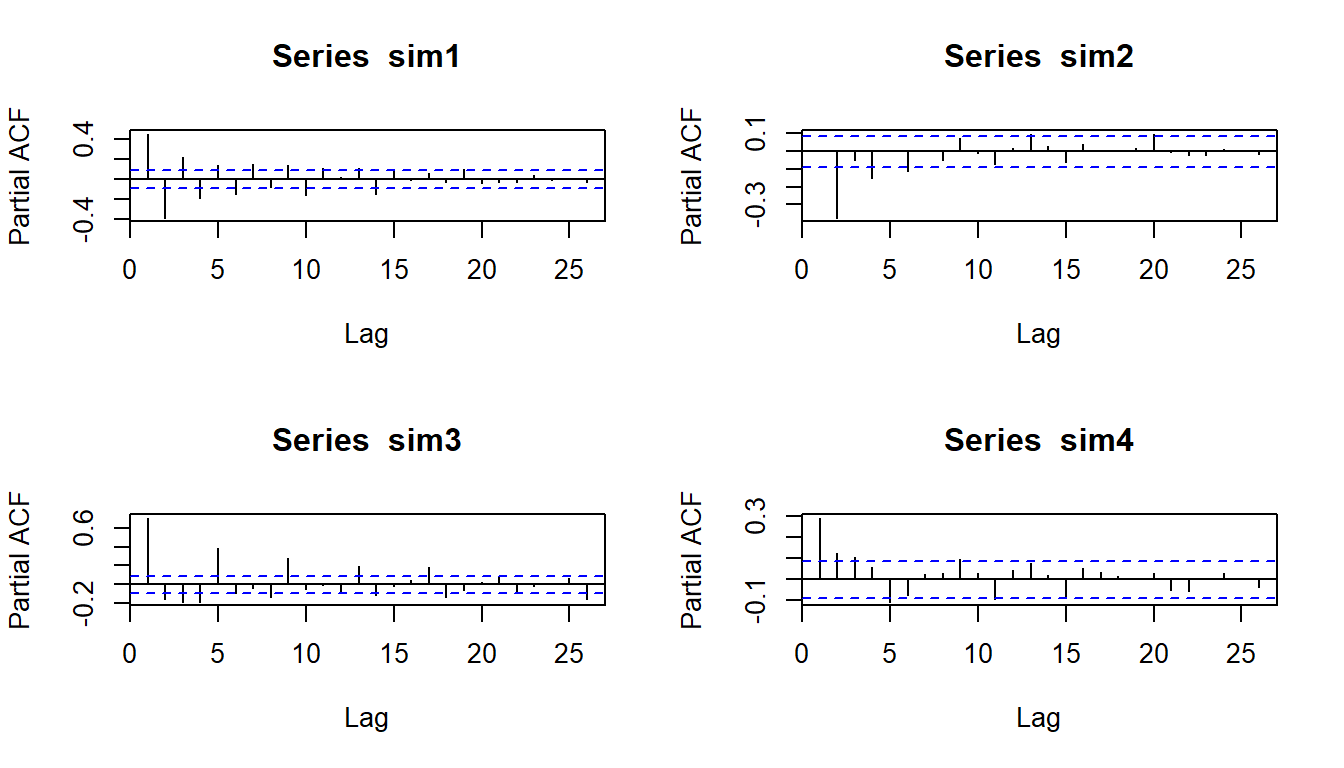 Series sim1
Partial ACF
0.4
-0.4
0 5 10 15 20 25
Lag
Series sim2
Partial ACF
0.1
-0.3
0 5 10 15 20 25
Lag
Series sim3
Partial ACF
0.6
-0.2
0 5 10 15 20 25
Lag
Series sim4
Partial ACF
0.3
-0.1
0 5 10 15 20 25
Lag